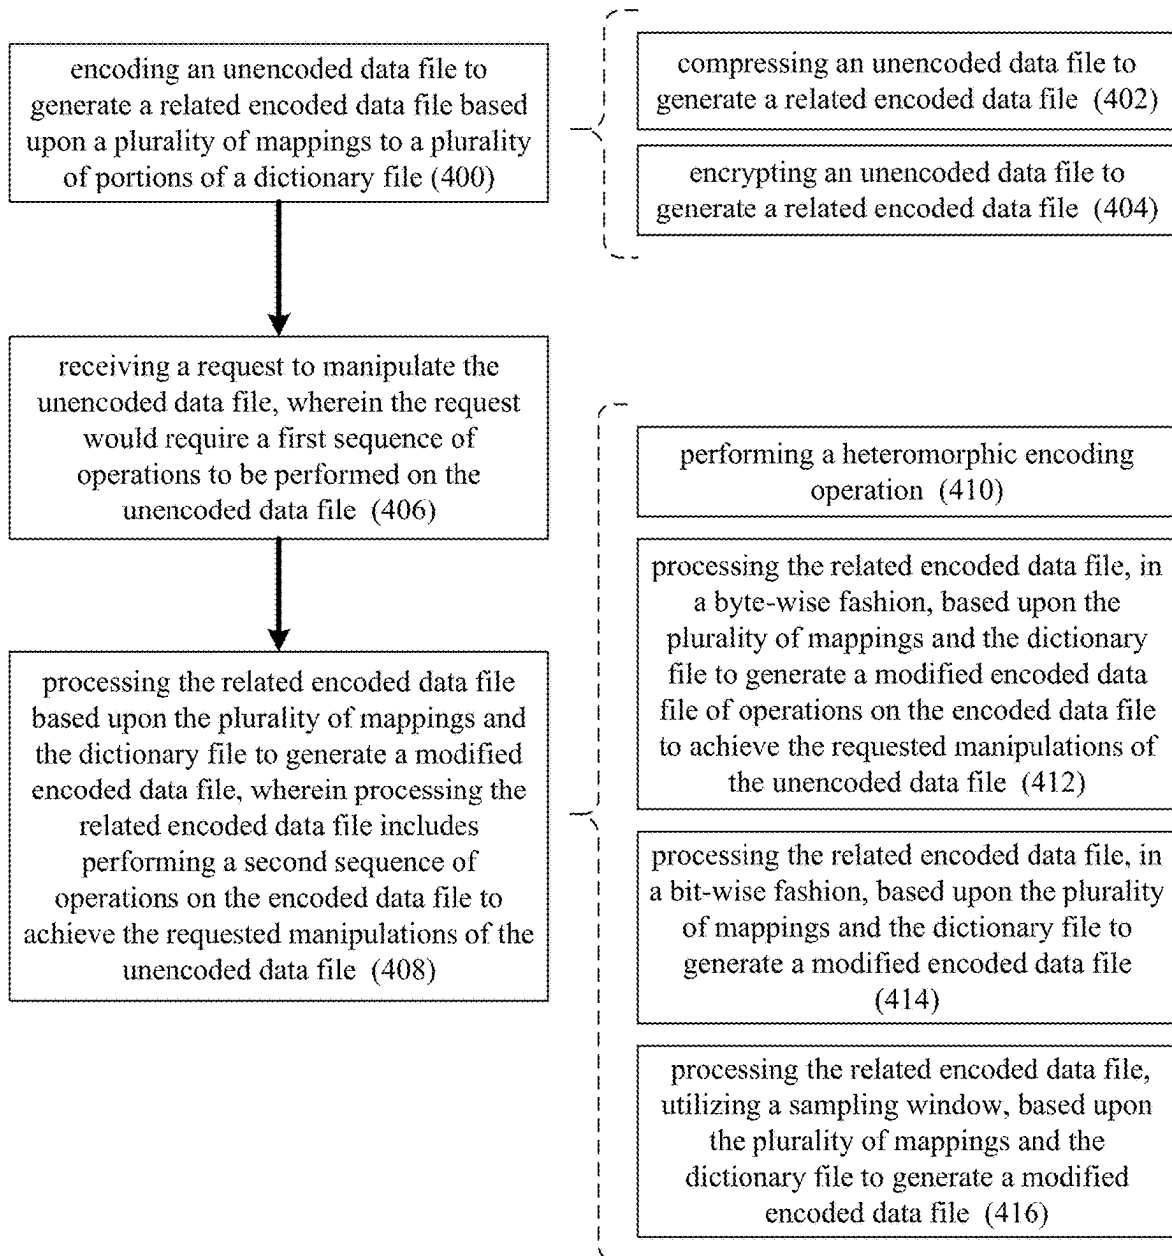 encoding an unencoded data file to
generate a related encoded data file based
upon a plurality of mappings to a plurality
of portions of a dictionary file (400)
compressing an unencoded data file to
generate a related encoded data file (402)
encrypting an unencoded data file to
generate a related encoded data file (404)
receiving a request to manipulate the
unencoded data file, wherein the request
would require a first sequence of
operations to be performed on the
unencoded data file (406)
processing the related encoded data file
based upon the plurality of mappings and
the dictionary file to generate a modified
encoded data file, wherein processing the
related encoded data file includes
performing a second sequence of
operations on the encoded data file to
achieve the requested manipulations of the
unencoded data file (408)
performing a heteromorphic encoding
operation (410)
processing the related encoded data file, in
a byte-wise fashion, based upon the
plurality of mappings and the dictionary
file to generate a modified encoded data
file of operations on the encoded data file
to achieve the requested manipulations of
the unencoded data file (412)
processing the related encoded data file, in
a bit-wise fashion, based upon the plurality
of mappings and the dictionary file to
generate a modified encoded data file
(414)
processing the related encoded data file,
utilizing a sampling window, based upon
the plurality of mappings and the
dictionary file to generate a modified
encoded data file (416)